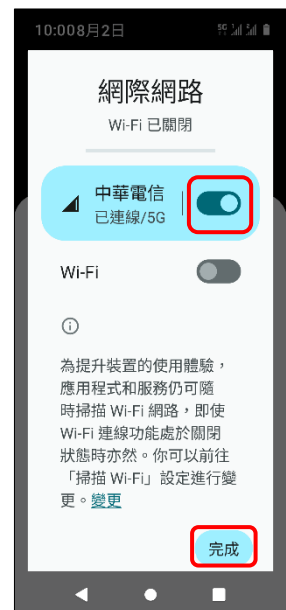 10:008月2日 5G
網際網路
Wi-Fi 已關閉
中華電信
已連線/5G
Wi-Fi
為提升裝置的使用體驗，
應用程式和服務仍可隨
時掃描 Wi-Fi 網路，即使
Wi-Fi 連線功能處於關閉
狀態時亦然。你可以前往
「掃描 Wi-Fi」設定進行變
更。變更
完成